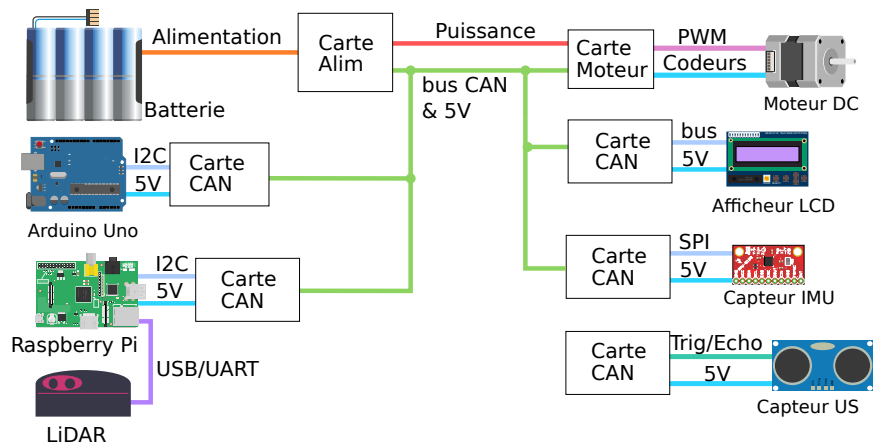 Alimentation
Carte
Alim
Puissance
Carte
Moteur
PWM
Codeurs
Moteur DC
Batterie
bus CAN
& 5V
I2C
5V
Carte
CAN
Arduino Uno
Carte
CAN
bus
5V
Afficheur LCD
I2C
5V
Carte
CAN
Raspberry Pi
Carte
CAN
SPI
5V
Capteur IMU
USB/UART
LiDAR
Carte
CAN
Trig/Echo
5V
Capteur US